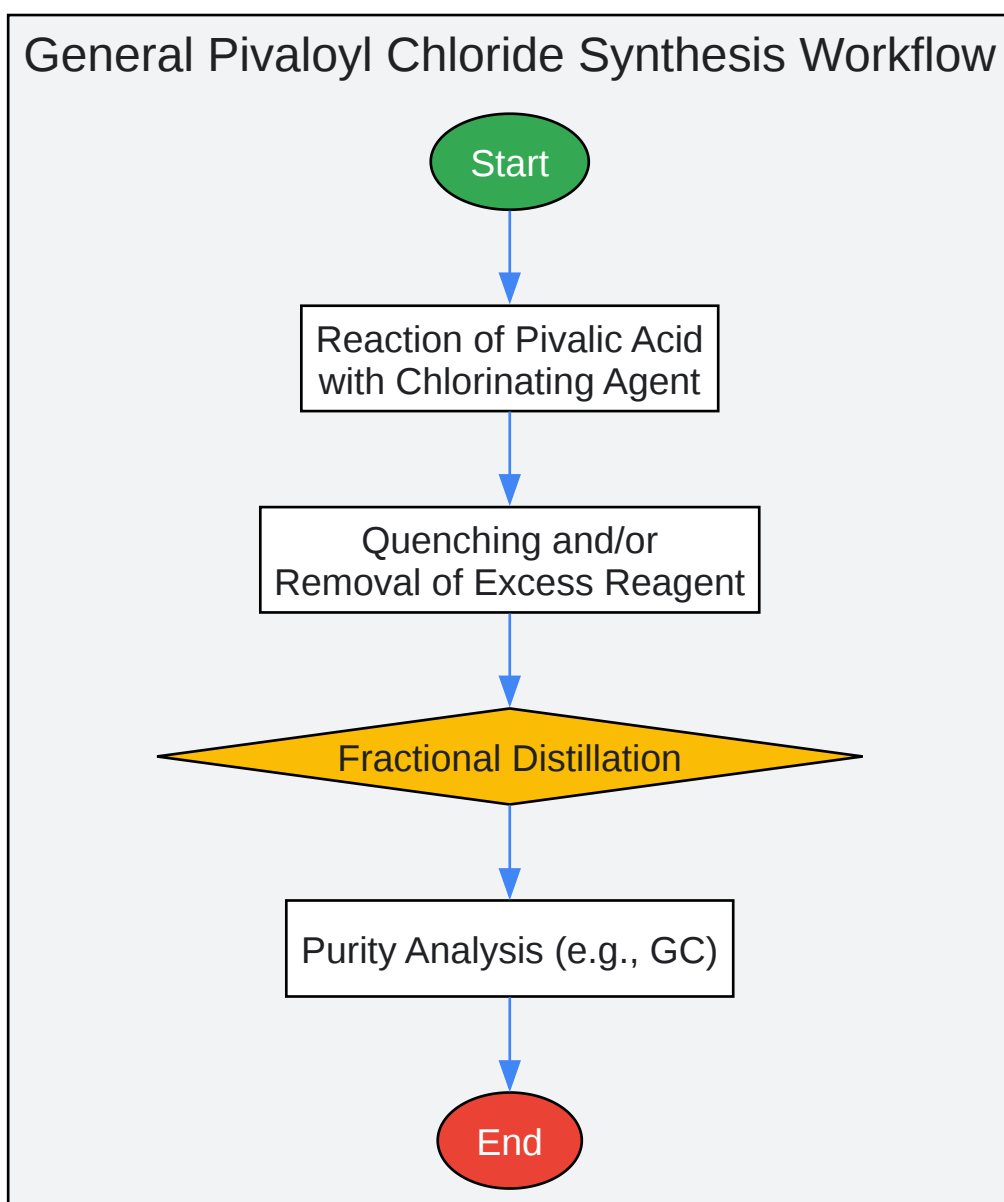 General Pivaloyl Chloride Synthesis Workflow
Start
Reaction of Pivalic Acid
with Chlorinating Agent
Quenching and/or
Removal of Excess Reagent
Fractional Distillation
Purity Analysis (e.g., GC)
End